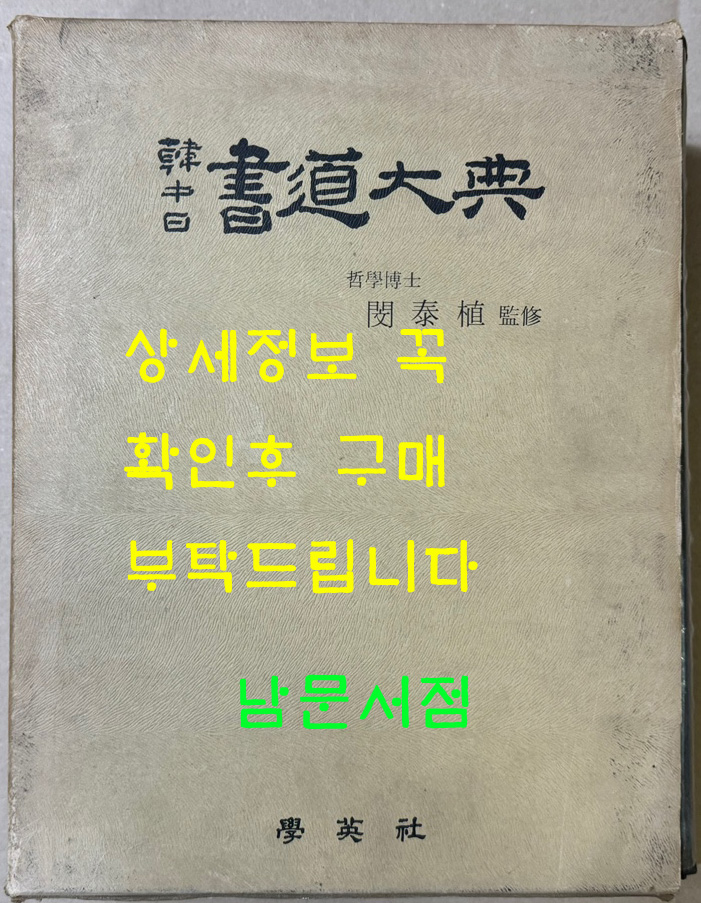 韓中日 書道大典
哲學博士
閔泰植 監修
상세정보 꼭
확인후 구매
부탁드립니다
남문서점
學英社